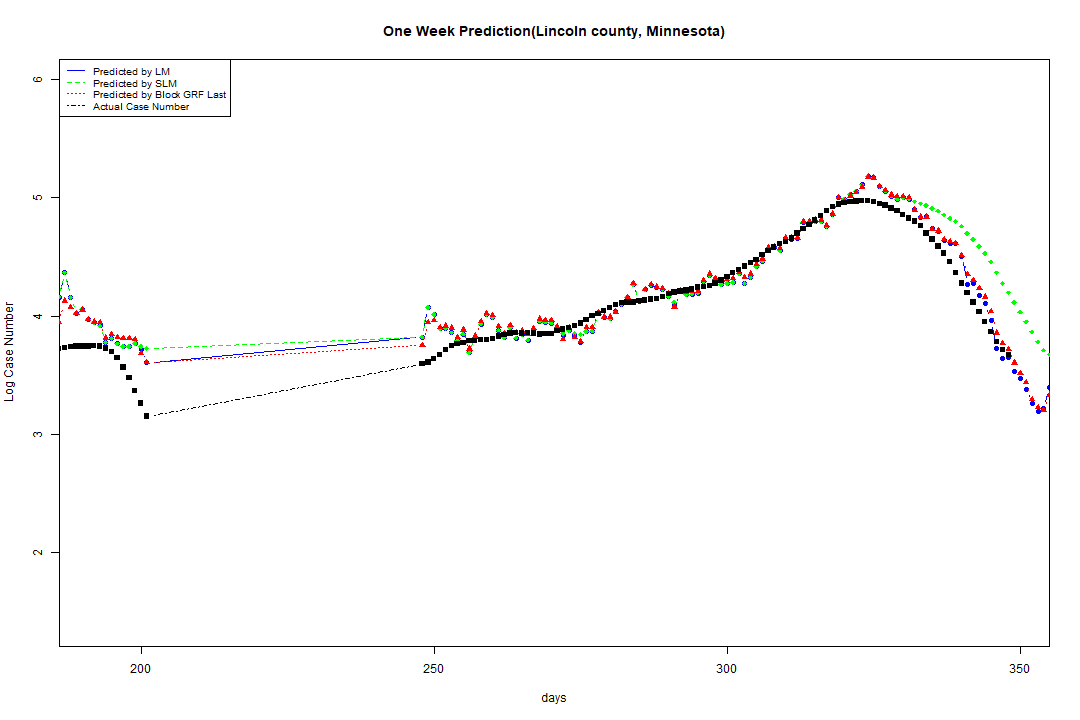 One Week Prediction(Lincoln county, Minnesota)
Predicted by LM
Predicted by SLM
Predicted by Block GRF Last
Actual Case Number
6
5
4
3
2
Log Case Number
200
250
300
350
days